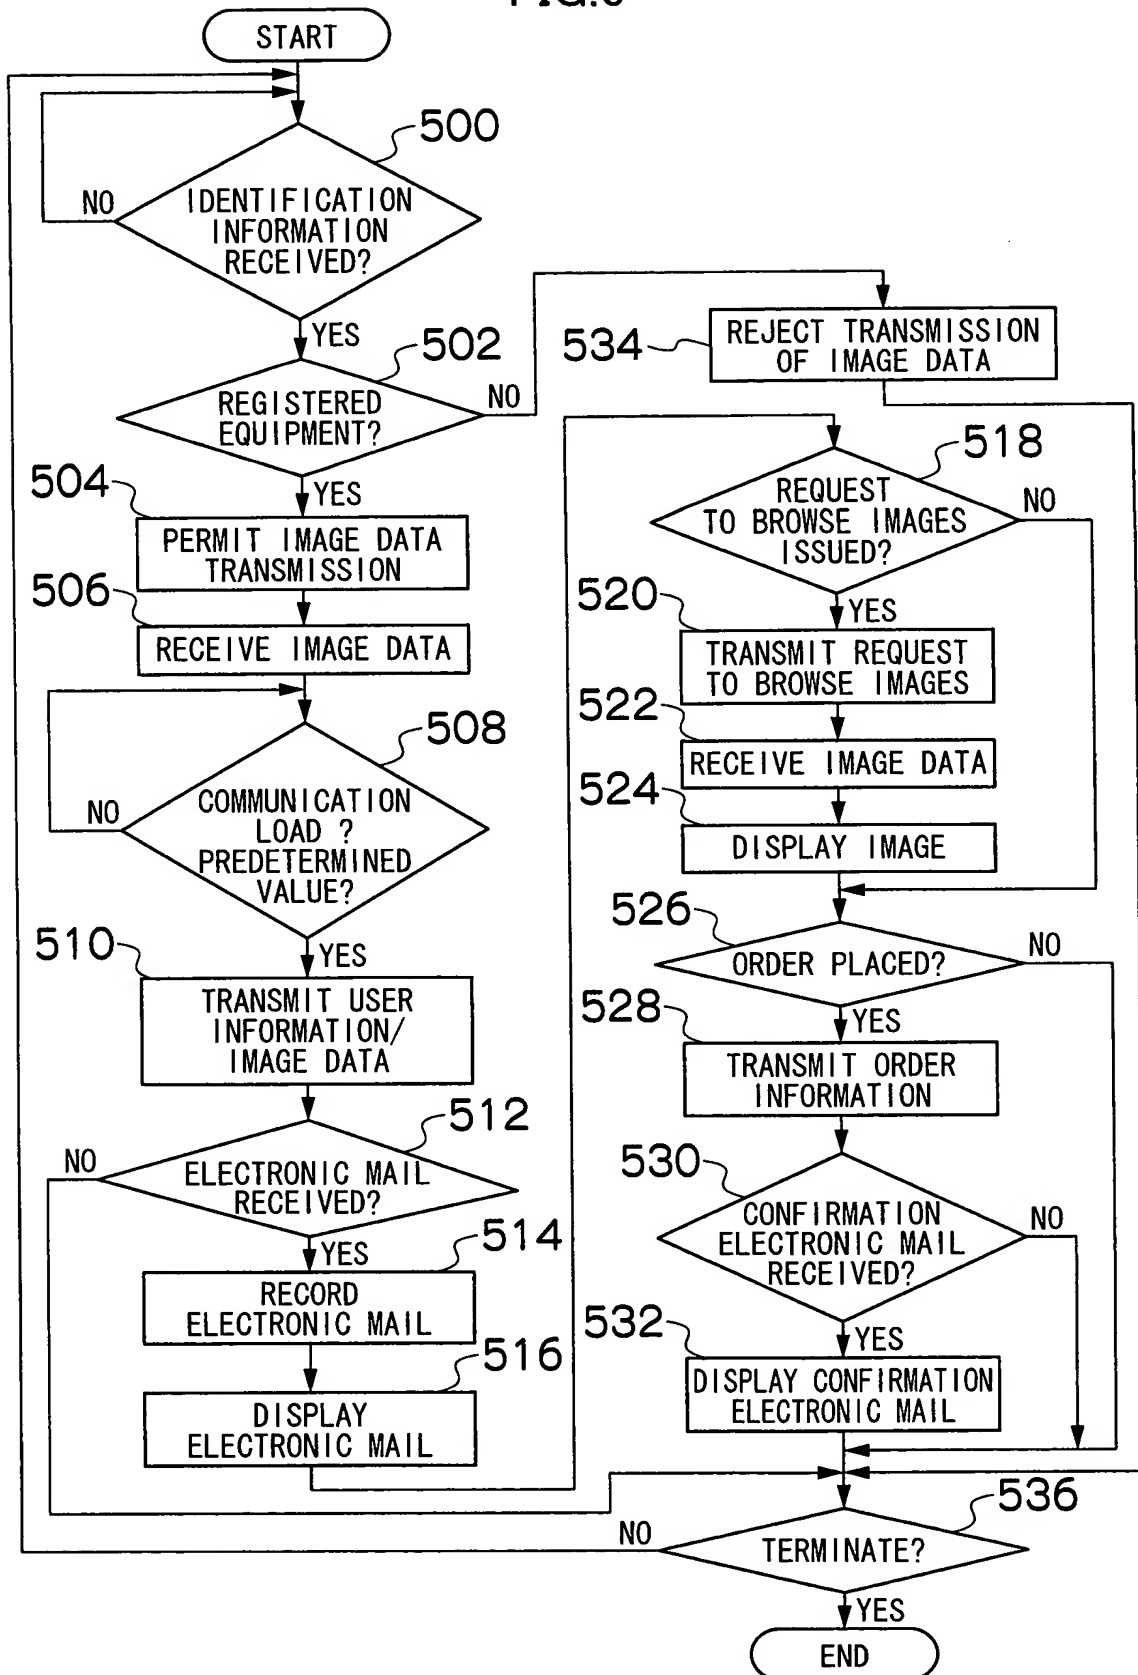 START
500
IDENTIFICATION
INFORMATION
RECEIVED?
NO
YES
502
REGISTERED
EQUIPMENT?
NO
YES
504
PERMIT IMAGE DATA
TRANSMISSION
506
RECEIVE IMAGE DATA
508
COMMUNICATION
LOAD ?
PREDETERMINED
VALUE?
NO
YES
510
TRANSMIT USER
INFORMATION/
IMAGE DATA
512
ELECTRONIC MAIL
RECEIVED?
NO
YES
514
RECORD
ELECTRONIC MAIL
516
DISPLAY
ELECTRONIC MAIL
534
REJECT TRANSMISSION
OF IMAGE DATA
518
REQUEST
TO BROWSE IMAGES
ISSUED?
NO
YES
520
TRANSMIT REQUEST
TO BROWSE IMAGES
522
RECEIVE IMAGE DATA
524
DISPLAY IMAGE
526
ORDER PLACED?
NO
YES
528
TRANSMIT ORDER
INFORMATION
530
CONFIRMATION
ELECTRONIC MAIL
RECEIVED?
NO
YES
532
DISPLAY CONFIRMATION
ELECTRONIC MAIL
536
TERMINATE?
NO
YES
END